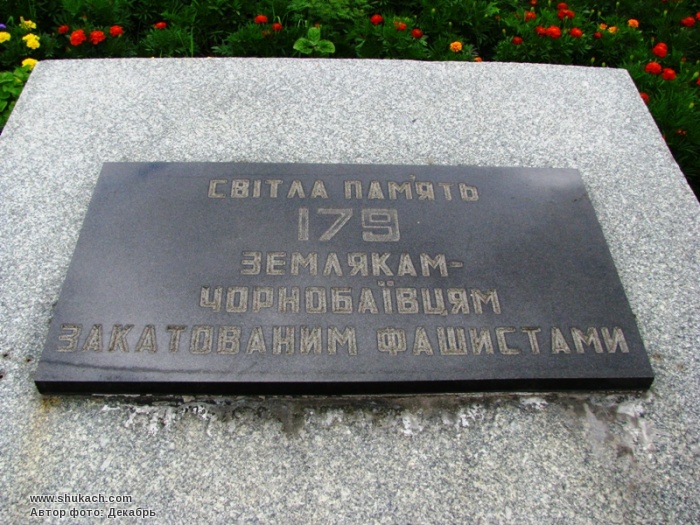 СВІТЛА ПАМ'ЯТЬ
179
ЗЕМЛЯКАМ-
ЧОРНОБАЇВЦЯМ
ЗАКАТОВАНИМ ФАШИСТАМИ
www.shukach.com
Автор фото: Декабрь